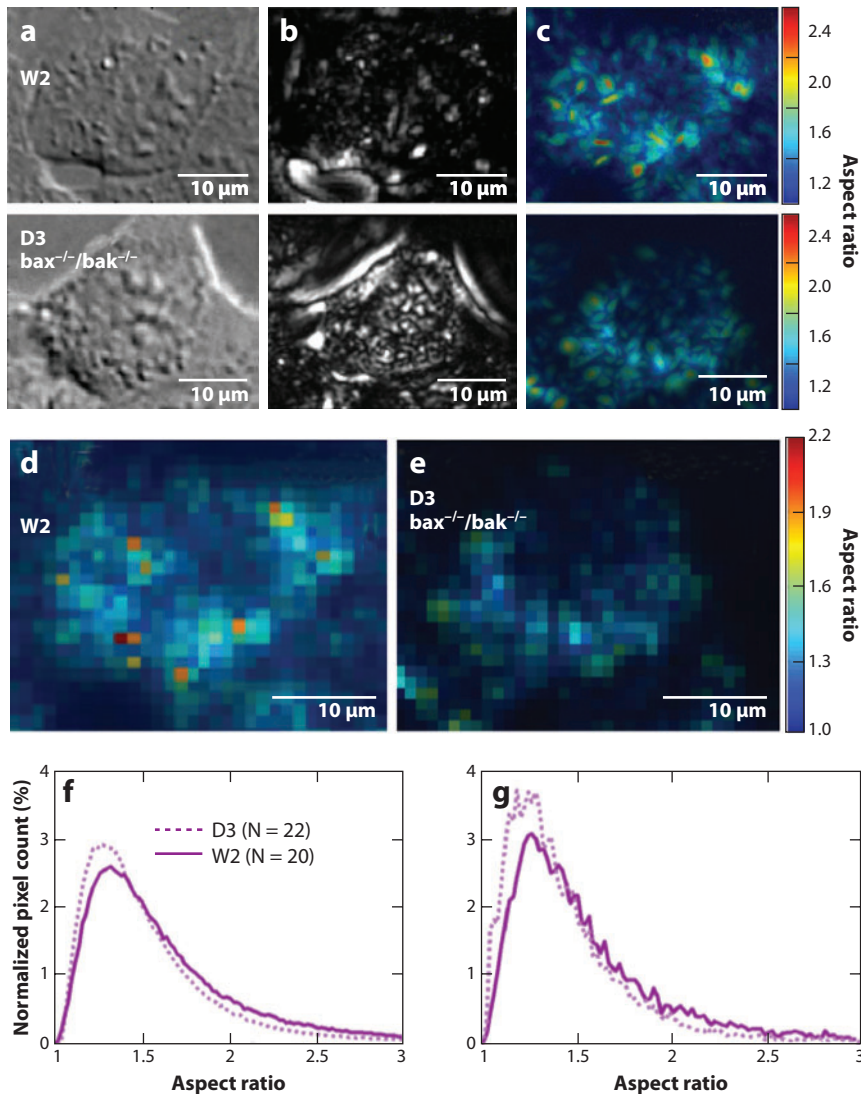 a
W2
10 μm
b
10 μm
c
10 μm
2.4
2.0
1.6
1.2
Aspect ratio
D3
bax−/−/bak−/−
10 μm
10 μm
10 μm
2.4
2.0
1.6
1.2
d
W2
10 μm
e
D3
bax−/−/bak−/−
10 μm
2.2
1.9
1.6
1.3
1.0
Aspect ratio
f
Normalized pixel count (%)
4
3
2
1
0
D3 (N = 22)
W2 (N = 20)
1 1.5 2 2.5 3
Aspect ratio
g
4
3
2
3
1
0
1 1.5 2 2.5 3
Aspect ratio